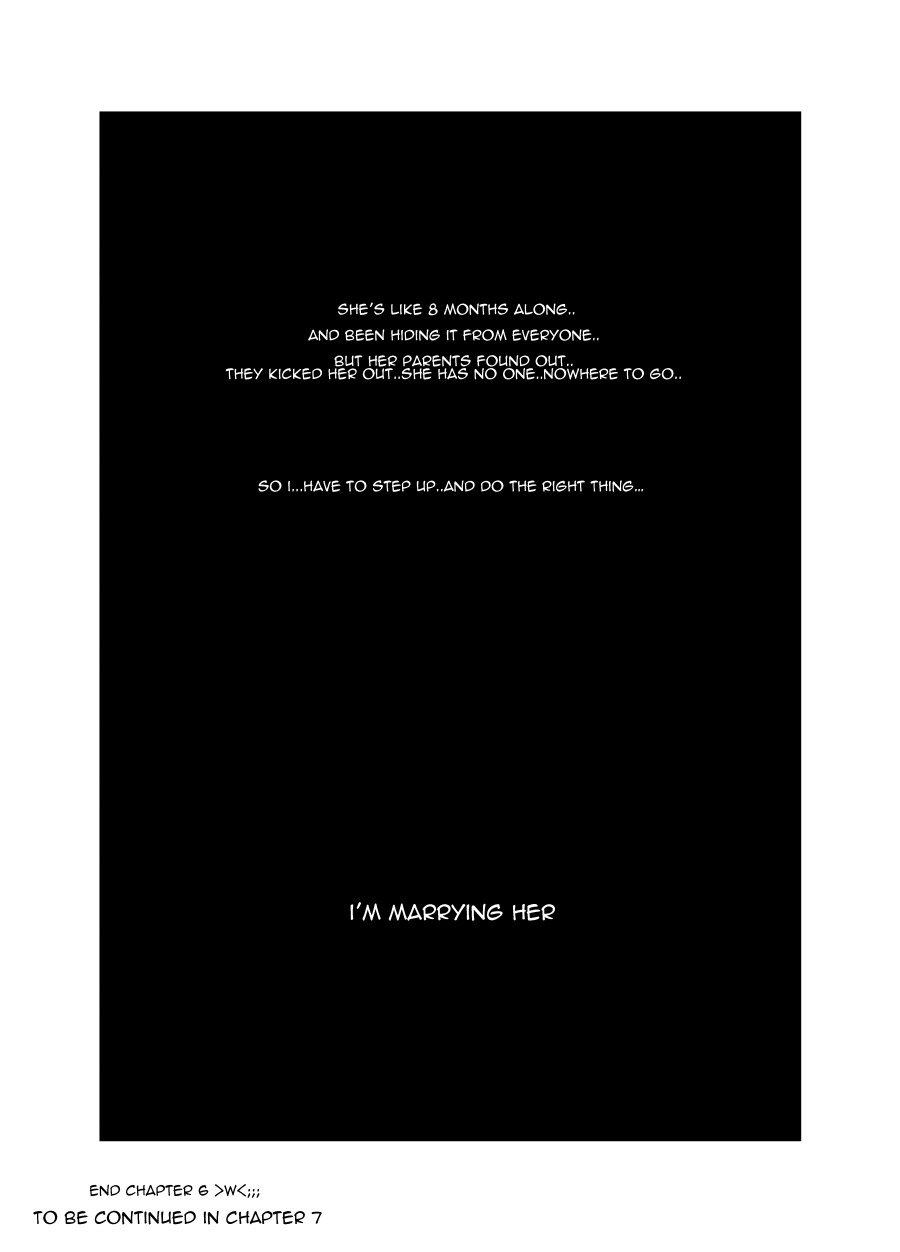 SHE'S LIKE 8 MONTHS ALONG..
AND BEEN HIDING IT FROM EVERYONE..
BUT HER PARENTS FOUND OUT..
THEY KICKED HER OUT..SHE HAS NO ONE..NOWHERE TO GO..
SO I...HAVE TO STEP UP..AND DO THE RIGHT THING...
I'M MARRYING HER
END CHAPTER 6 >W<;;;
TO BE CONTINUED IN CHAPTER 7